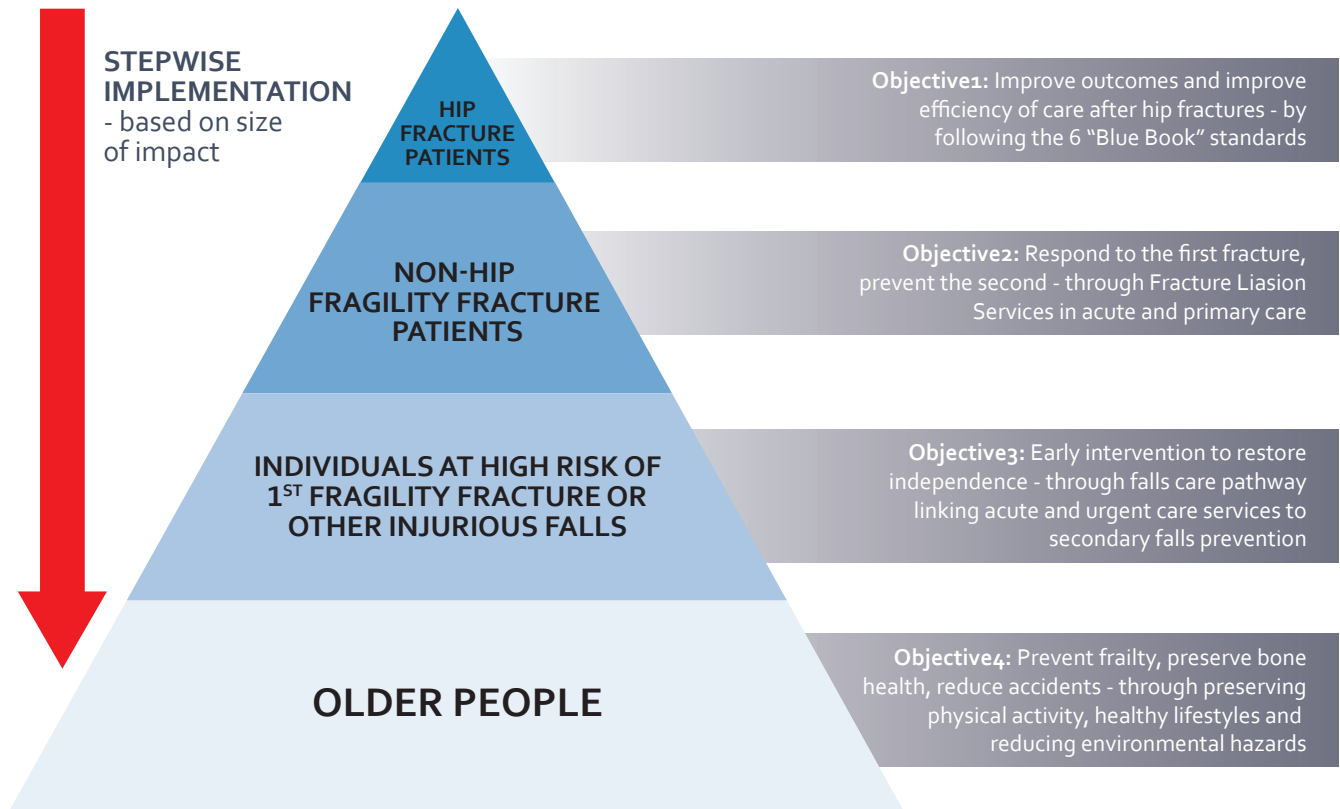 STEPWISE
IMPLEMENTATION
- based on size
of impact
HIP
FRACTURE
PATIENTS
Objective1: Improve outcomes and improve
efficiency of care after hip fractures - by
following the 6 “Blue Book” standards
NON-HIP
FRAGILITY FRACTURE
PATIENTS
Objective2: Respond to the first fracture,
prevent the second - through Fracture Liasion
Services in acute and primary care
INDIVIDUALS AT HIGH RISK OF
1ST FRAGILITY FRACTURE OR
OTHER INJURIOUS FALLS
Objective3: Early intervention to restore
independence - through falls care pathway
linking acute and urgent care services to
secondary falls prevention
OLDER PEOPLE
Objective4: Prevent frailty, preserve bone
health, reduce accidents - through preserving
physical activity, healthy lifestyles and
reducing environmental hazards